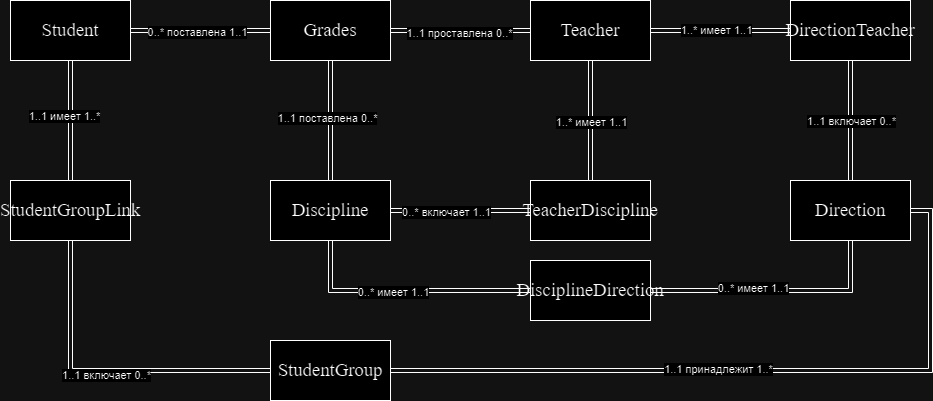 Student
0..* поставлена 1..1
Grades
1..1 проставлена 0..*
Teacher
1..* имеет 1..1
DirectionTeacher
1..1 имеет 1..*
1..1 поставлена 0..*
1..* имеет 1..1
1..1 включает 0..*
StudentGroupLink
Discipline
0..* включает 1..1
TeacherDiscipline
Direction
0..* имеет 1..1
DisciplineDirection
0..* имеет 1..1
1..1 включает 0..*
StudentGroup
1..1 принадлежит 1..*